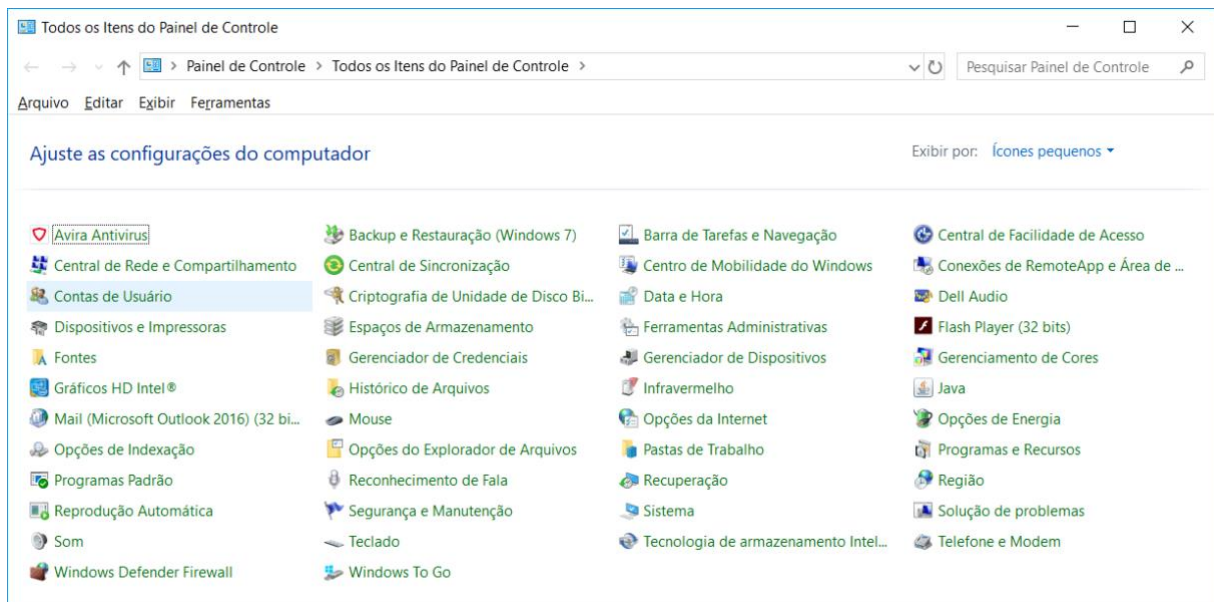 Todos os Itens do Painel de Controle
Painel de Controle > Todos os Itens do Painel de Controle >
Pesquisar Painel de Controle
Arquivo Editar Exibir Ferramentas
Ajuste as configurações do computador
Exibir por: Ícones pequenos
Avira Antivirus
Backup e Restauração (Windows 7)
Barra de Tarefas e Navegação
Central de Facilidade de Acesso
Central de Rede e Compartilhamento
Central de Sincronização
Centro de Mobilidade do Windows
Conexões de RemoteApp e Área de ...
Contas de Usuário
Criptografia de Unidade de Disco Bi...
Data e Hora
Dell Audio
Dispositivos e Impressoras
Espaços de Armazenamento
Ferramentas Administrativas
Flash Player (32 bits)
Fontes
Gerenciador de Credenciais
Gerenciador de Dispositivos
Gerenciamento de Cores
Gráficos HD Intel®
Histórico de Arquivos
Infravermelho
Java
Mail (Microsoft Outlook 2016) (32 bi...
Mouse
Opções da Internet
Opções de Energia
Opções de Indexação
Opções do Explorador de Arquivos
Pastas de Trabalho
Programas e Recursos
Programas Padrão
Reconhecimento de Fala
Recuperação
Região
Reprodução Automática
Segurança e Manutenção
Sistema
Solução de problemas
Som
Teclado
Tecnologia de armazenamento Intel...
Telefone e Modem
Windows Defender Firewall
Windows To Go